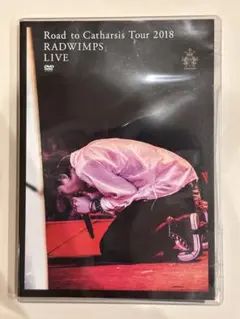 Road to Catharsis Tour 2018
RADWIMPS
LIVE
DVD